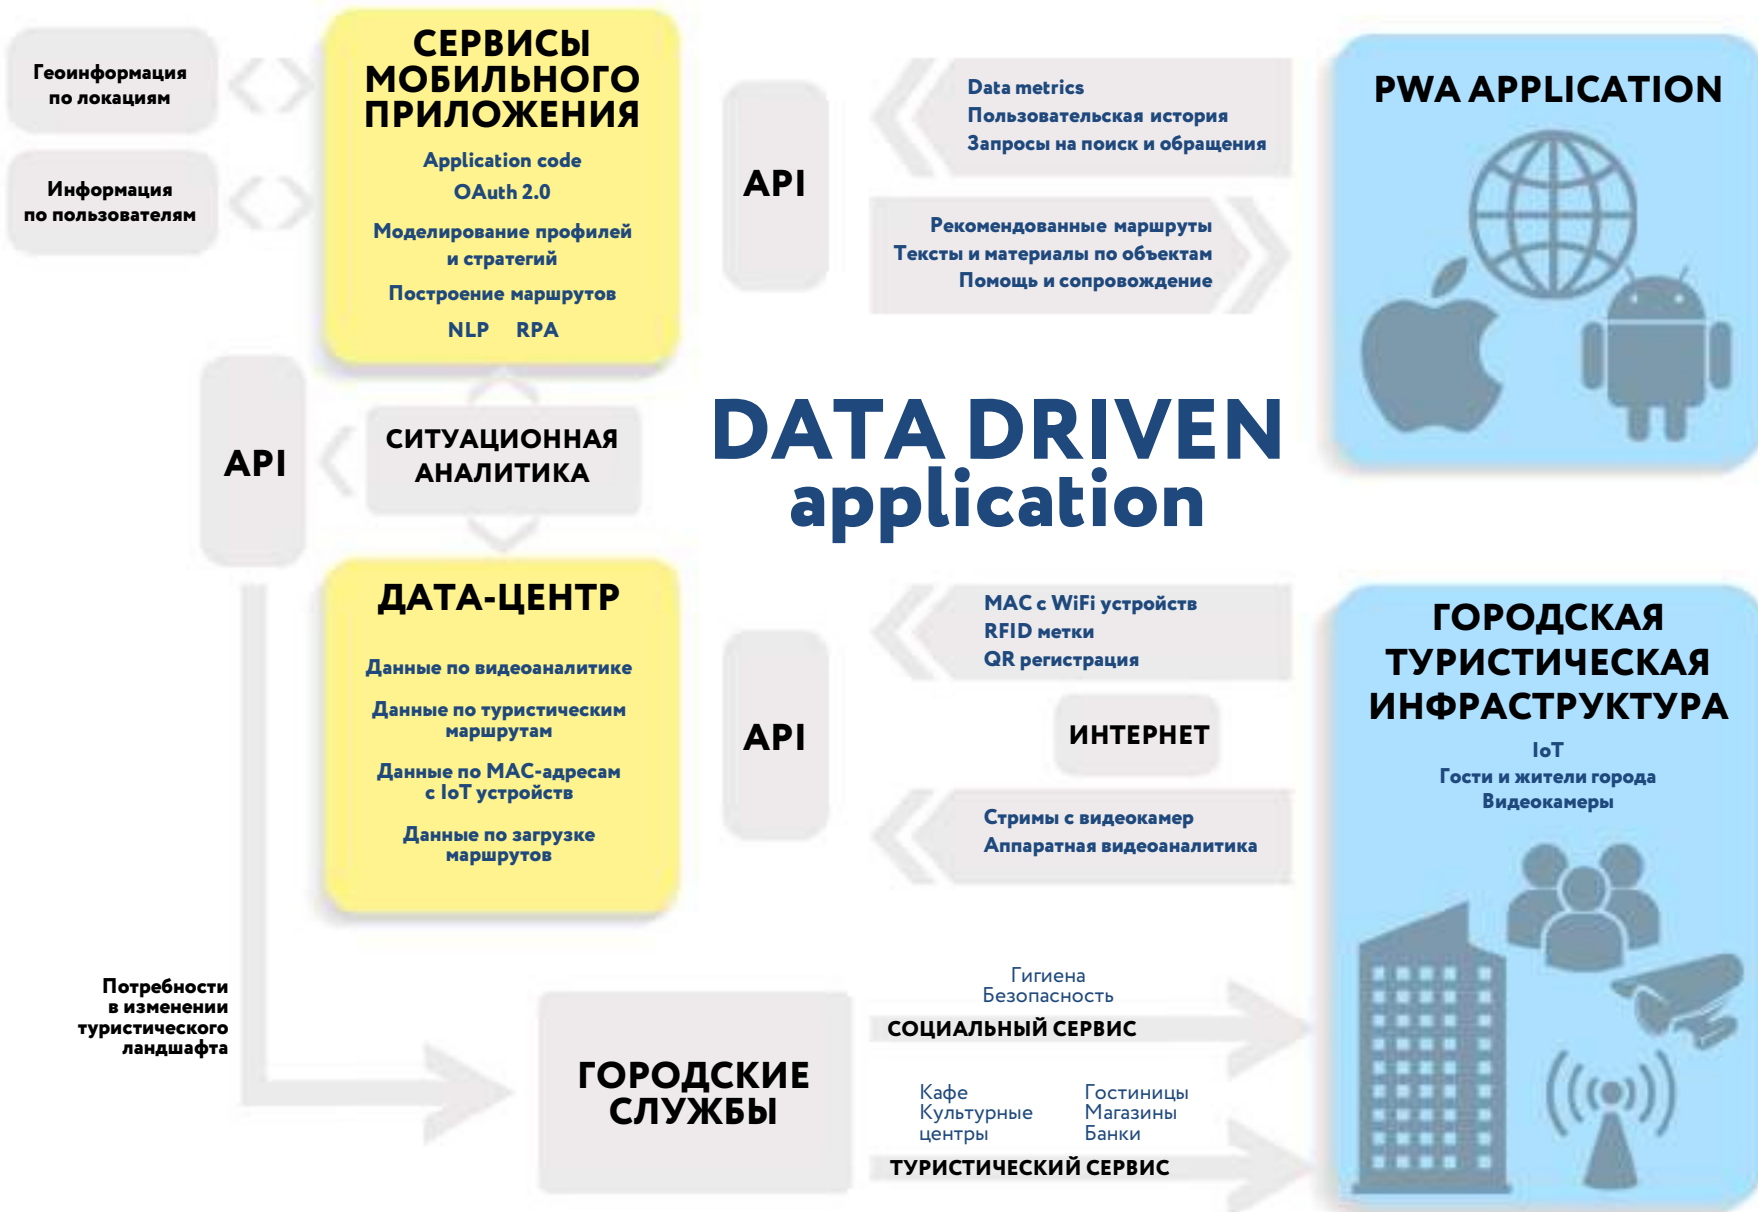 Геоинформация
по локациям
Информация
по пользователям
СЕРВИСЫ
МОБИЛЬНОГО
ПРИЛОЖЕНИЯ
Application code
OAuth 2.0
Моделирование профилей
и стратегий
Построение маршрутов
NLP RPA
API
Data metrics
Пользовательская история
Запросы на поиск и обращения
Рекомендованные маршруты
Тексты и материалы по объектам
Помощь и сопровождение
PWA APPLICATION
API
СИТУАЦИОННАЯ
АНАЛИТИКА
DATA DRIVEN
application
ДАТА-ЦЕНТР
Данные по видеоаналитике
Данные по туристическим
маршрутам
Данные по MAC-адресам
с IoT устройств
Данные по загрузке
маршрутов
API
MAC с WiFi устройств
RFID метки
QR регистрация
ИНТЕРНЕТ
Стримы с видеокамер
Аппаратная видеоаналитика
ГОРОДСКАЯ
ТУРИСТИЧЕСКАЯ
ИНФРАСТРУКТУРА
IoT
Гости и жители города
Видеокамеры
Потребности
в изменении
туристического
ландшафта
ГОРОДСКИЕ
СЛУЖБЫ
Гигиена
Безопасность
СОЦИАЛЬНЫЙ СЕРВИС
Кафе
Культурные
центры
Гостиницы
Магазины
Банки
ТУРИСТИЧЕСКИЙ СЕРВИС